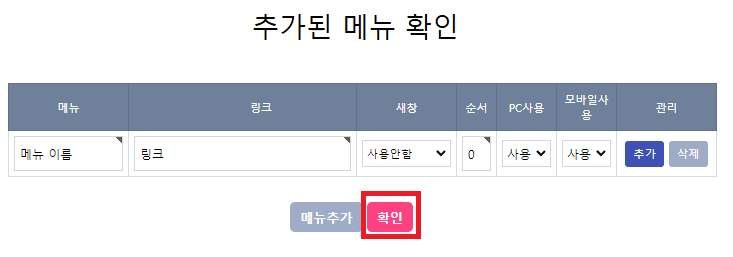 추가된 메뉴 확인
메뉴 링크 새창 순서 PC사용 모바일사용 관리
메뉴 이름 링크 사용안함 0 사용 사용 추가 삭제
메뉴추가 확인